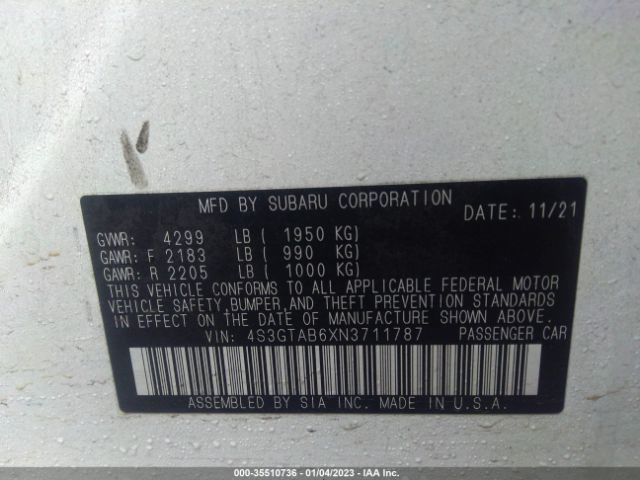 MFD BY SUBARU CORPORATION
DATE: 11/21
GVWR: 4299 LB ( 1950 KG)
GAWR: F 2183 LB ( 990 KG)
GAWR: R 2205 LB ( 1000 KG)
THIS VEHICLE CONFORMS TO ALL APPLICABLE FEDERAL MOTOR
VEHICLE SAFETY,BUMPER,AND THEFT PREVENTION STANDARDS
IN EFFECT ON THE DATE OF MANUFACTURE SHOWN ABOVE.
VIN: 4S3GTAB6XN3711787 PASSENGER CAR
ASSEMBLED BY SIA INC. MADE IN U.S.A.
000-35510736 - 01/04/2023 - IAA Inc.